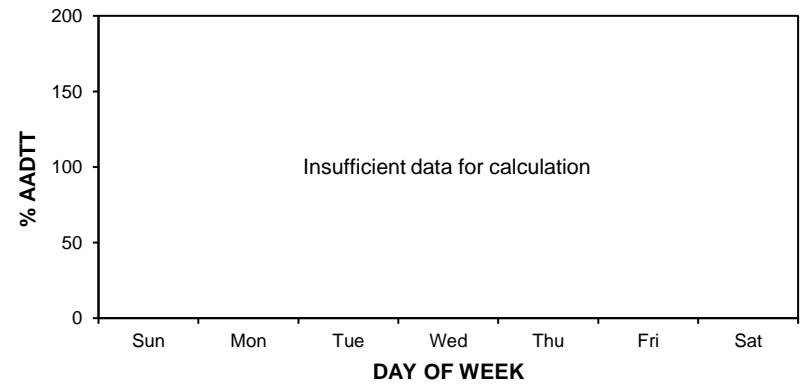 200
150
100
50
0
% AADTT
Insufficient data for calculation
Sun Mon Tue Wed Thu Fri Sat
DAY OF WEEK